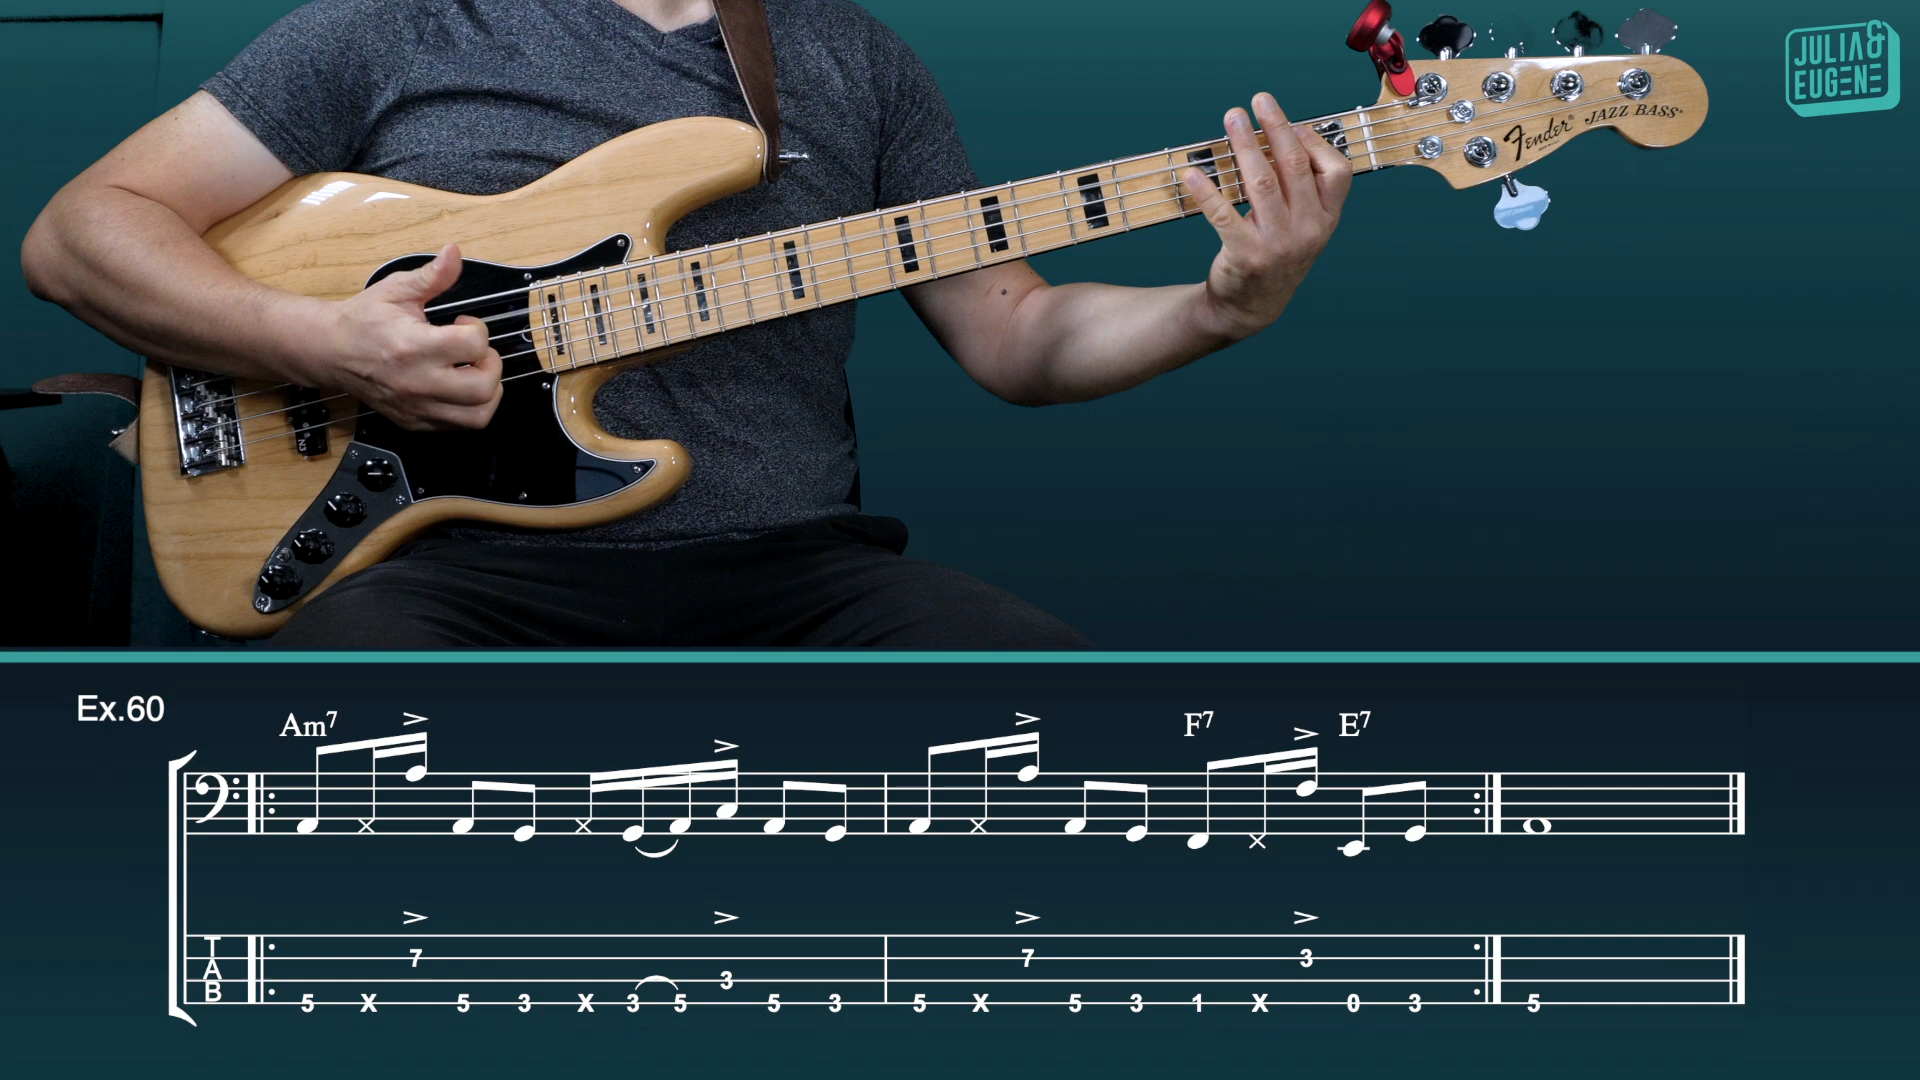 JULIA &
EUGENE
Fender® JAZZ BASS®
N3
Ex.60
Am7
F7 E7
> > > >
> > > >
T
A
B
7 7 3
3
5 X 5 3 X 3 5 5 3 5 X 5 3 1 X 0 3 5